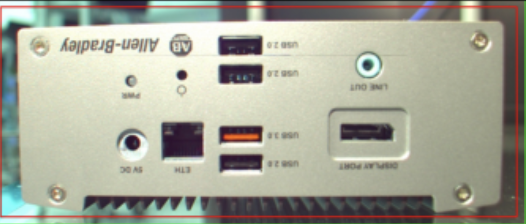 DISPLAY PORT
USB 2.0
ETH
5V DC
USB 3.0
LINE OUT
PWR
USB 2.0
USB 2.0
AB Allen-Bradley